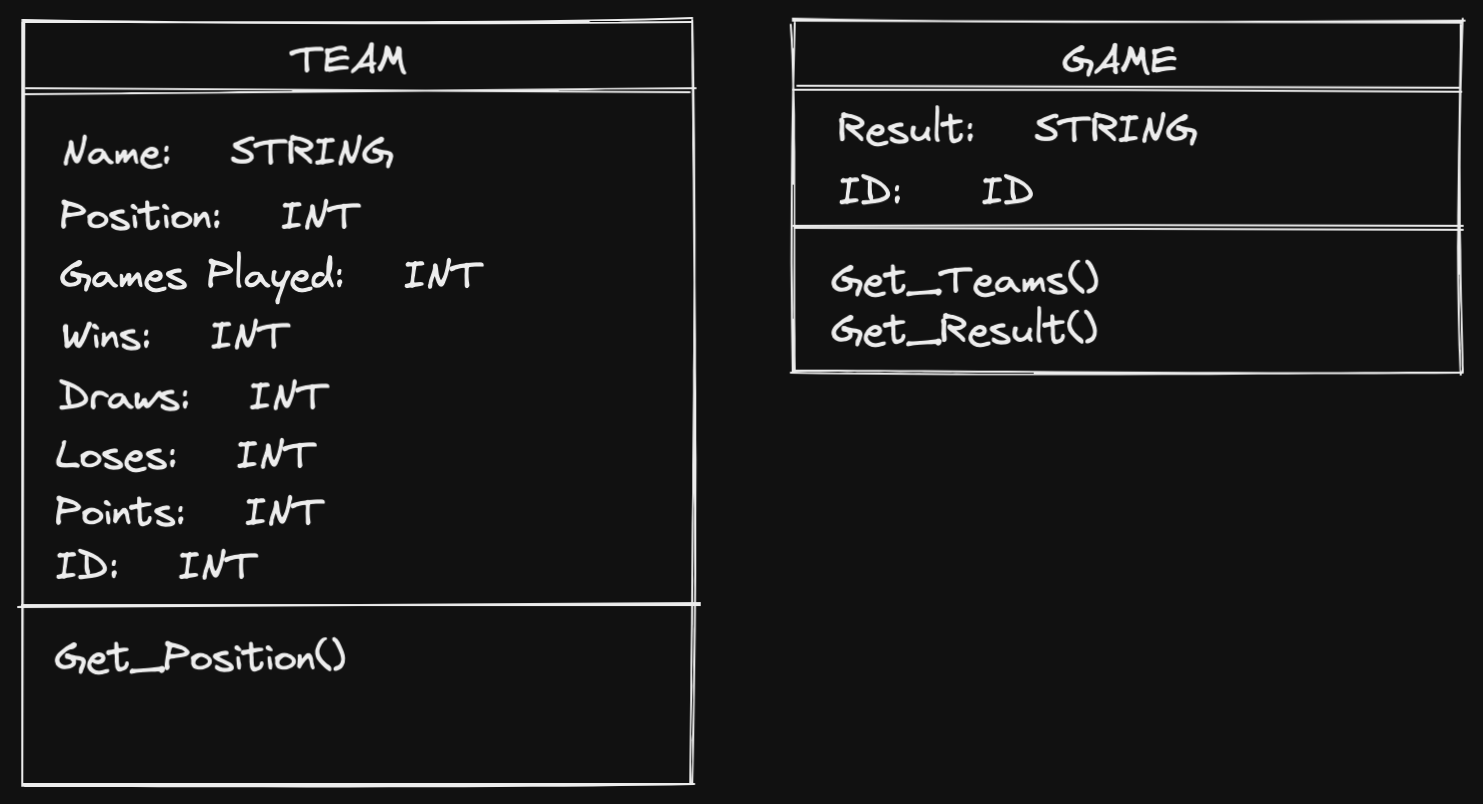 TEAM
Name: STRING
Position: INT
Games Played: INT
Wins: INT
Draws: INT
Loses: INT
Points: INT
ID: INT
Get_Position()
GAME
Result: STRING
ID: ID
Get_Teams()
Get_Result()